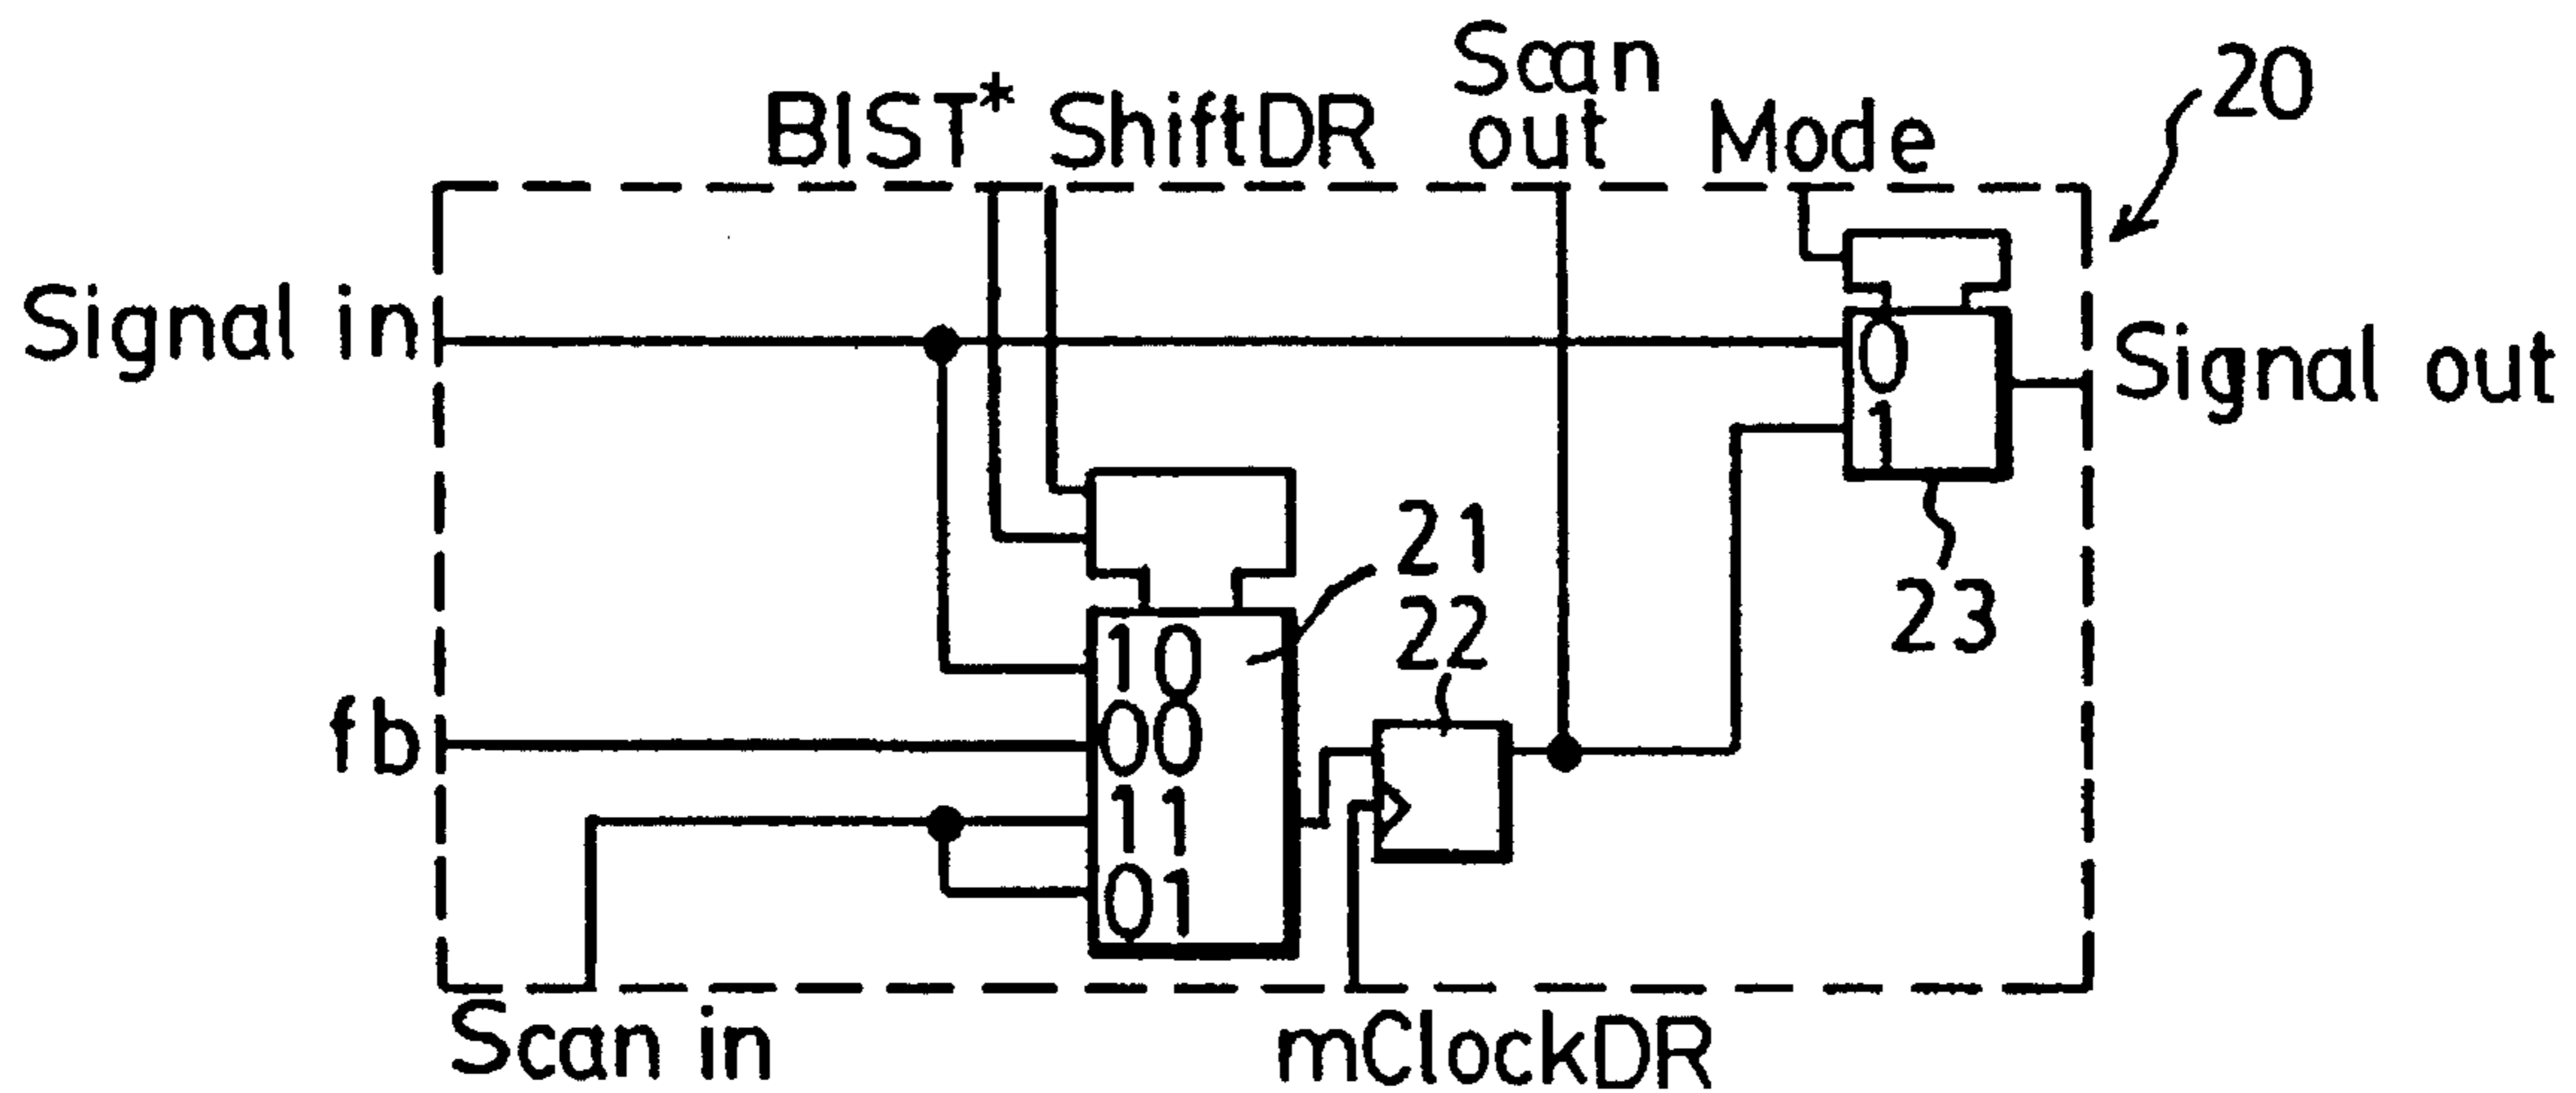 Scan
out
BIST* ShiftDR
Mode
20
Signal in
0
1
Signal out
21
22
23
10
00
11
01
fb
Scan in
mClockDR